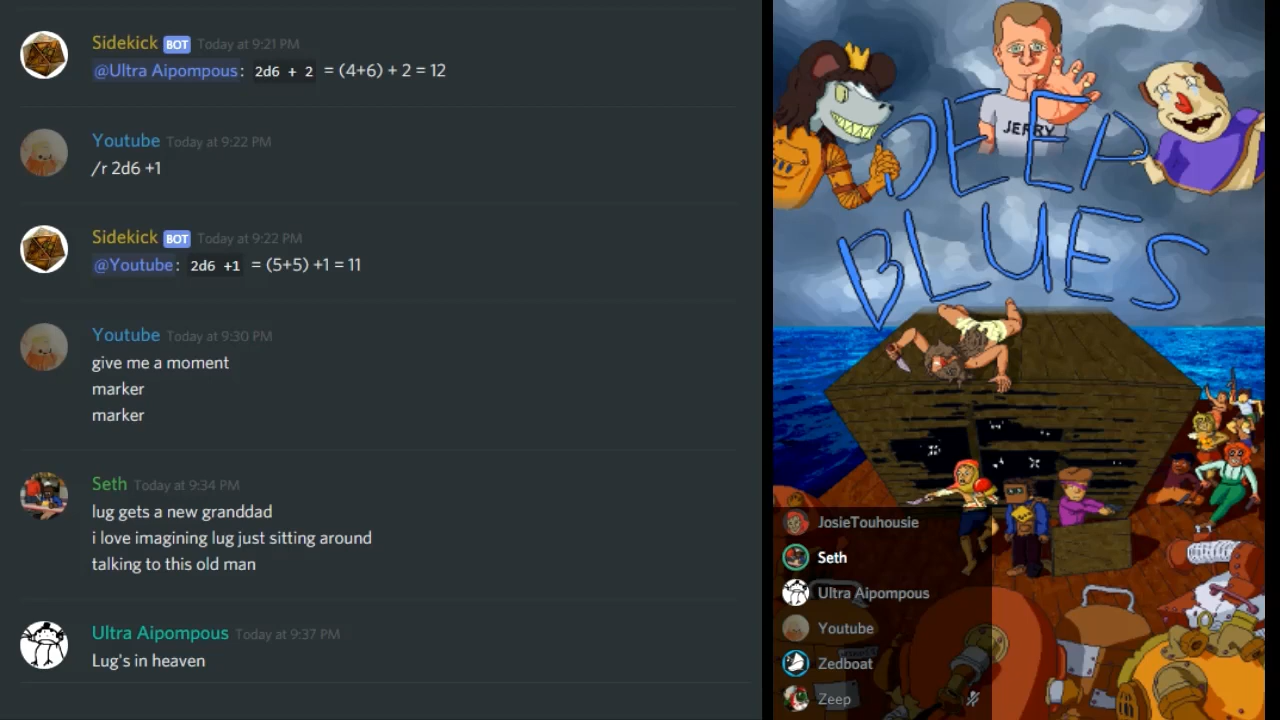 Sidekick BOT Today at 9:21 PM
@Ultra Aipompous: 2d6 + 2 = (4+6) + 2 = 12
Youtube Today at 9:22 PM
/r 2d6 +1
Sidekick BOT Today at 9:22 PM
@Youtube: 2d6 +1 = (5+5) +1 = 11
Youtube Today at 9:30 PM
give me a moment
marker
marker
Seth Today at 9:34 PM
lug gets a new granddad
i love imagining lug just sitting around
talking to this old man
Ultra Aipompous Today at 9:37 PM
Lug's in heaven
JERRY
DEEP
BLUES
JosieTouhousie
Seth
Ultra Aipompous
Youtube
Zedboat
Zeep